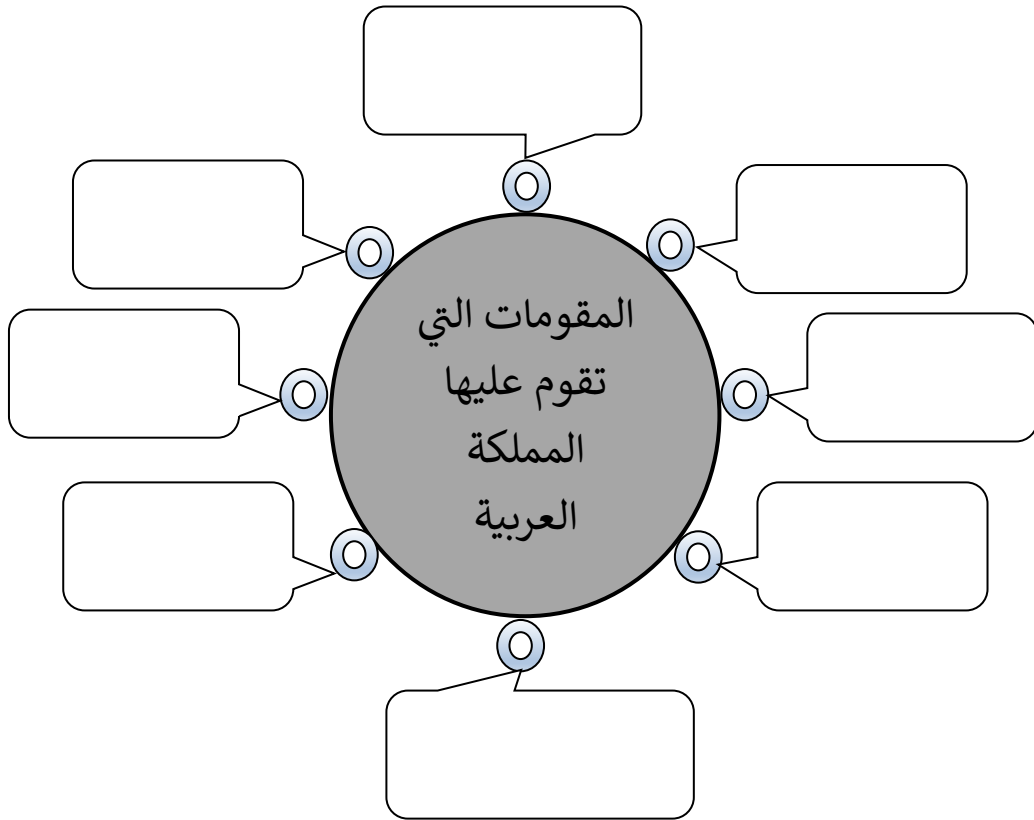 المقومات التي
تقوم عليها
المملكة
العربية